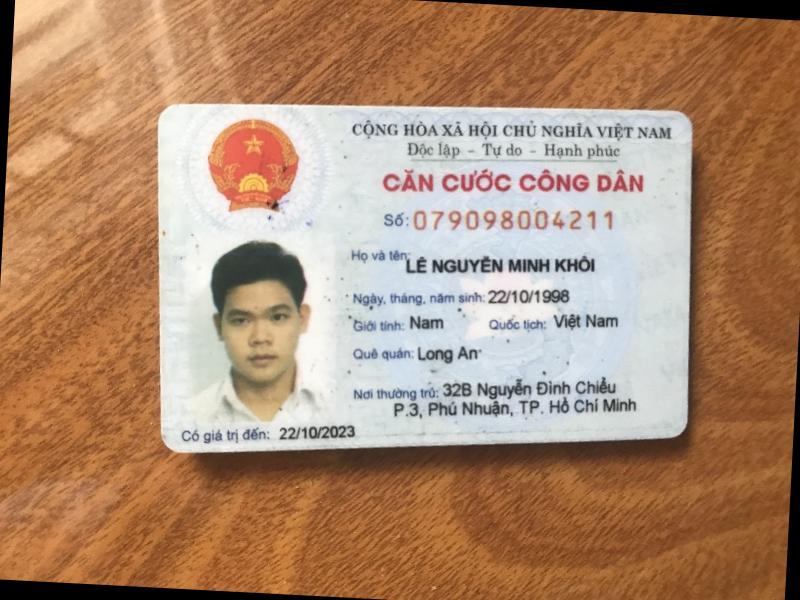 CỘNG HÒA XÃ HỘI CHỦ NGHĨA VIỆT NAM
Độc lập - Tự do - Hạnh phúc
CĂN CƯỚC CÔNG DÂN
Số: 079098004211
Họ và tên: LÊ NGUYỄN MINH KHÔI
Ngày, tháng, năm sinh: 22/10/1998
Giới tính: Nam Quốc tịch: Việt Nam
Quê quán: Long An
Nơi thường trú: 32B Nguyễn Đình Chiểu
P.3, Phú Nhuận, TP. Hồ Chí Minh
Có giá trị đến: 22/10/2023